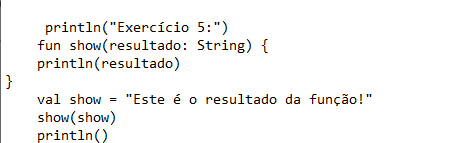 println("Exercício 5:")
fun show(resultado: String) {
println(resultado)
}
val show = "Este é o resultado da função!"
show(show)
println()